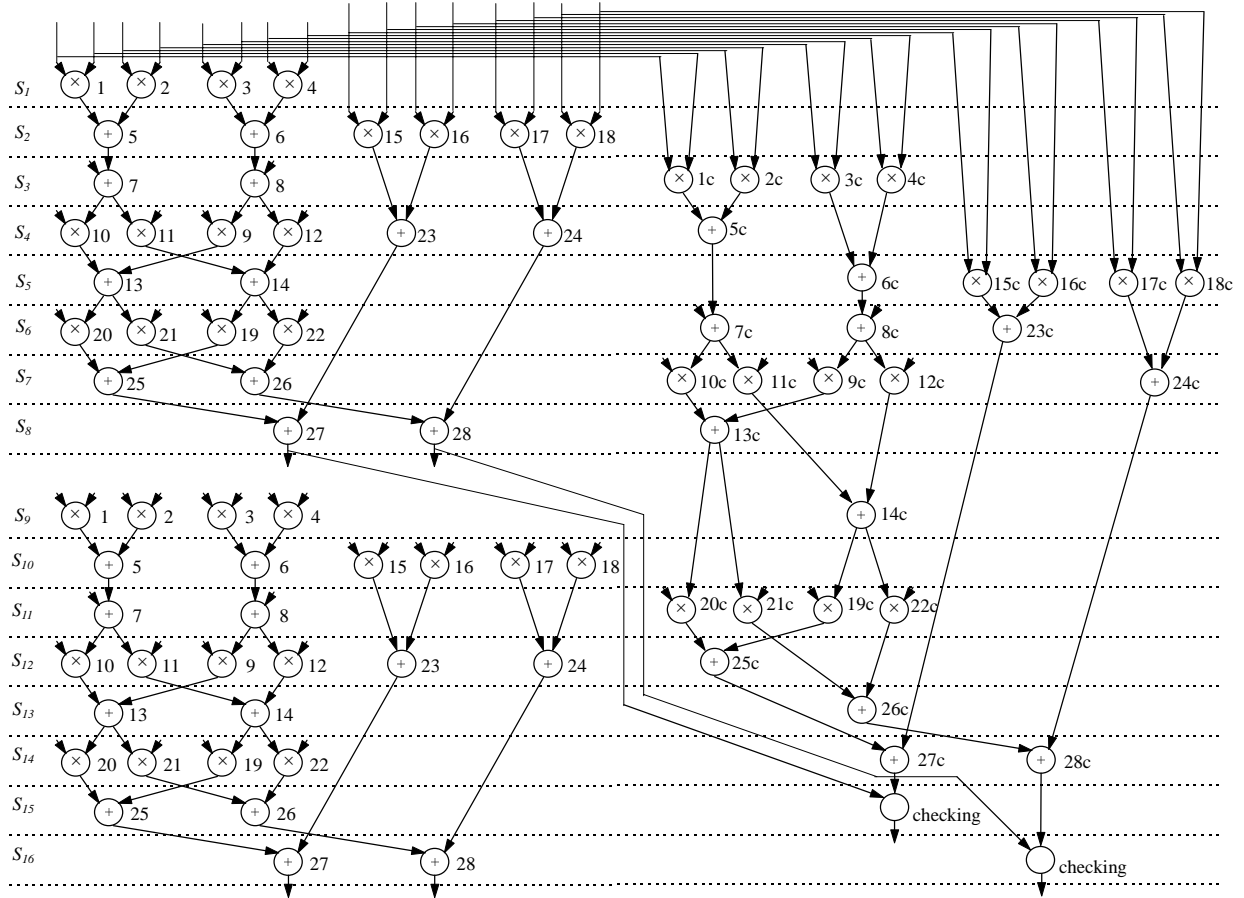 S1 × 1 × 2 × 3 × 4
S2 + 5 + 6 × 15 × 16 × 17 × 18
S3 + 7 + 8 × 1c × 2c × 3c × 4c
S4 × 10 × 11 × 9 × 12 + 23 + 24 + 5c
S5 + 13 + 14 + 6c × 15c × 16c × 17c × 18c
S6 × 20 × 21 × 19 × 22 + 7c + 8c + 23c
S7 + 25 + 26 × 10c × 11c × 9c × 12c + 24c
S8 + 27 + 28 + 13c
S9 × 1 × 2 × 3 × 4 + 14c
S10 + 5 + 6 × 15 × 16 × 17 × 18
S11 + 7 + 8 × 20c × 21c × 19c × 22c
S12 × 10 × 11 × 9 × 12 + 23 + 24 + 25c
S13 + 13 + 14 + 26c
S14 × 20 × 21 × 19 × 22 + 27c + 28c
S15 + 25 + 26 checking
S16 + 27 + 28 checking